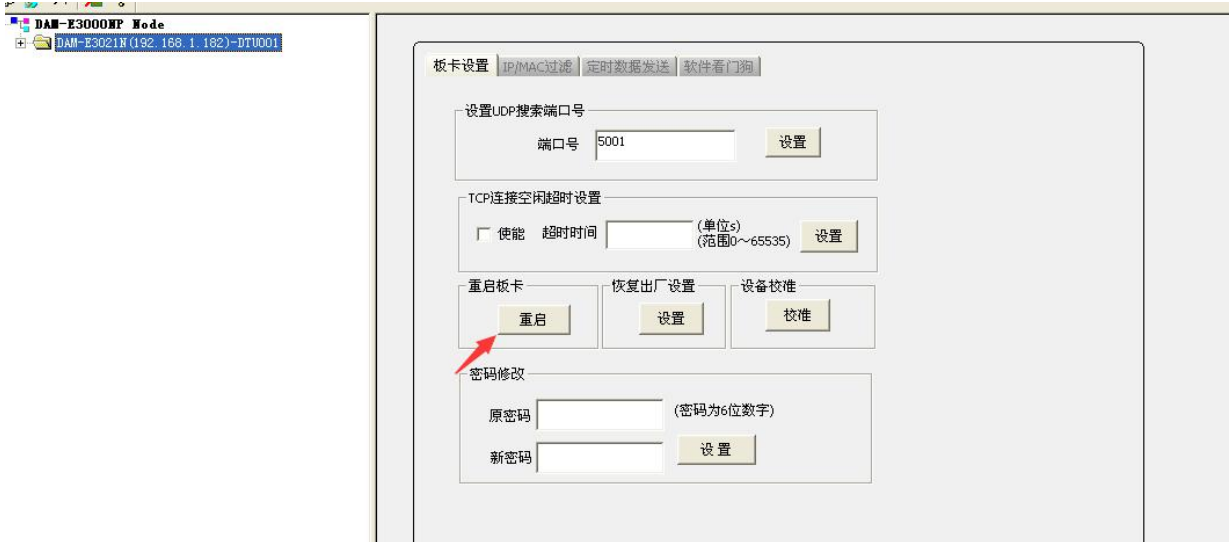 DAM-E3000NP Node
DAM-E3021N(192.168.1.182)-DTU001
板卡设置 IP/MAC过滤 定时数据发送 软件看门狗
设置UDP搜索端口号
端口号 5001 设置
TCP连接空闲超时设置
使能 超时时间 (单位s) 设置
(范围0～65535)
重启板卡 恢复出厂设置 设备校准
重启 设置 校准
密码修改
原密码 (密码为6位数字)
新密码 设 置